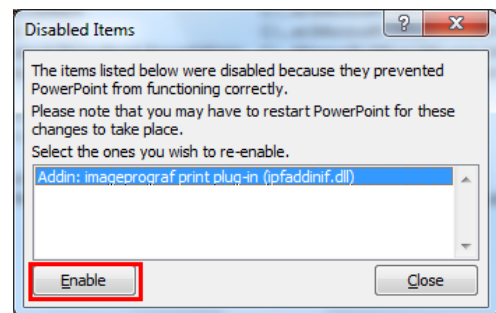 Disabled Items
The items listed below were disabled because they prevented
PowerPoint from functioning correctly.
Please note that you may have to restart PowerPoint for these
changes to take place.
Select the ones you wish to re-enable.
Addin: imageprograf print plug-in (ipfaddinif.dll)
Enable
Close